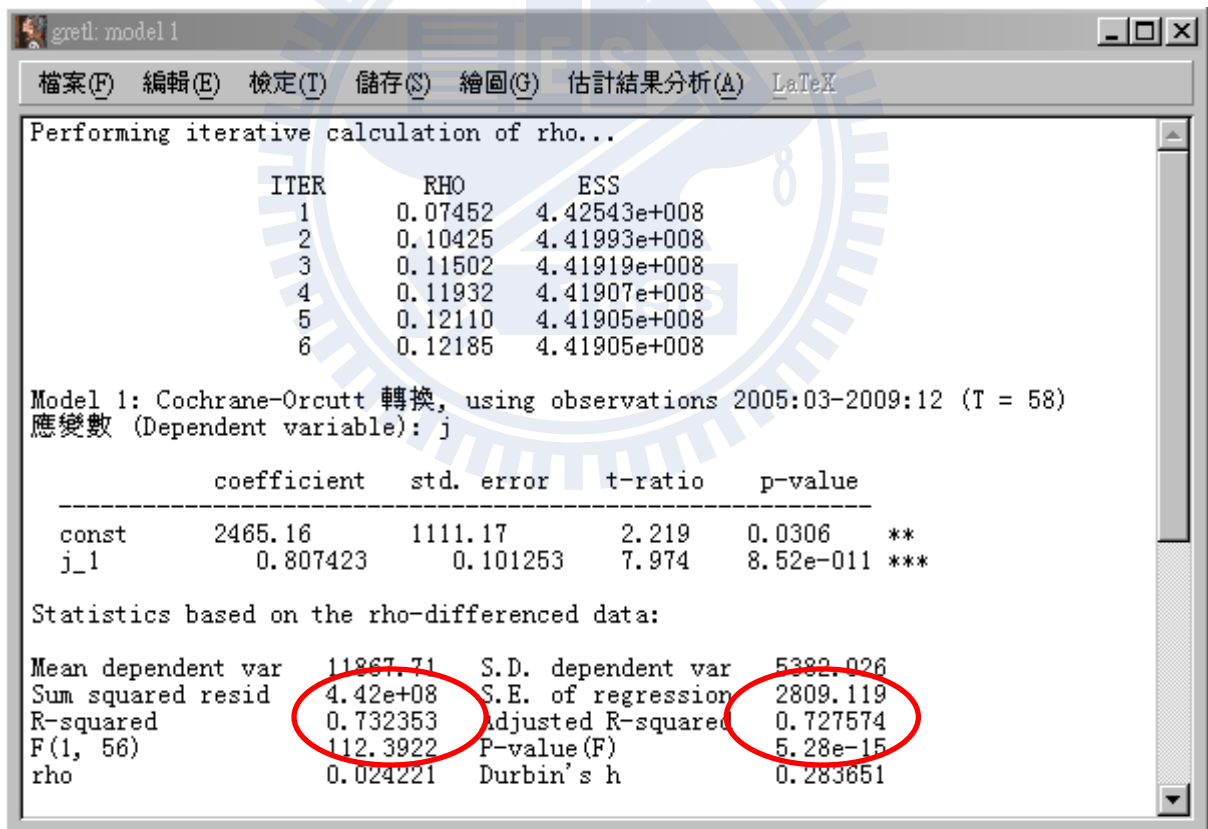 gretl: model 1
檔案(F) 編輯(E) 檢定(T) 儲存(S) 繪圖(G) 估計結果分析(A) LaTeX
Performing iterative calculation of rho...
ITER RHO ESS
1 0.07452 4.42543e+008
2 0.10425 4.41993e+008
3 0.11502 4.41919e+008
4 0.11932 4.41907e+008
5 0.12110 4.41905e+008
6 0.12185 4.41905e+008
Model 1: Cochrane-Orcutt 轉換, using observations 2005:03-2009:12 (T = 58)
應變數 (Dependent variable): j
coefficient std. error t-ratio p-value
const 2465.16 1111.17 2.219 0.0306 **
j_1 0.807423 0.101253 7.974 8.52e-011 ***
Statistics based on the rho-differenced data:
Mean dependent var 11867.71 S.D. dependent var 5382.026
Sum squared resid 4.42e+08 S.E. of regression 2809.119
R-squared 0.732353 Adjusted R-squared 0.727574
F(1, 56) 112.3922 P-value(F) 5.28e-15
rho 0.024221 Durbin's h 0.283651